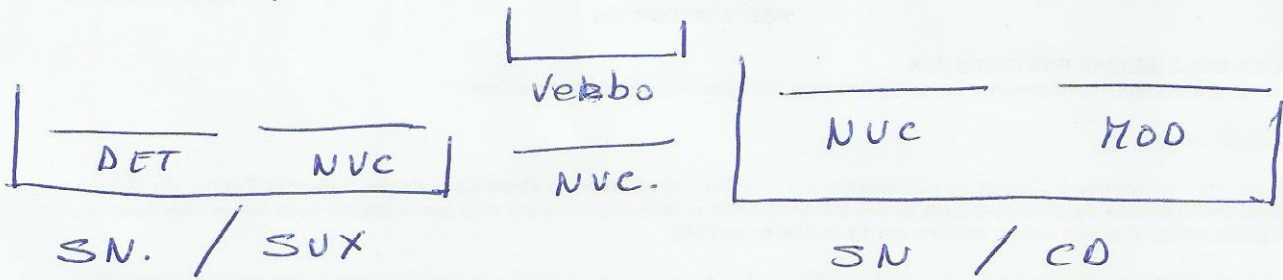 Verbo
DET NUC NUC. NUC MOD
SN. / SUX SN / CD